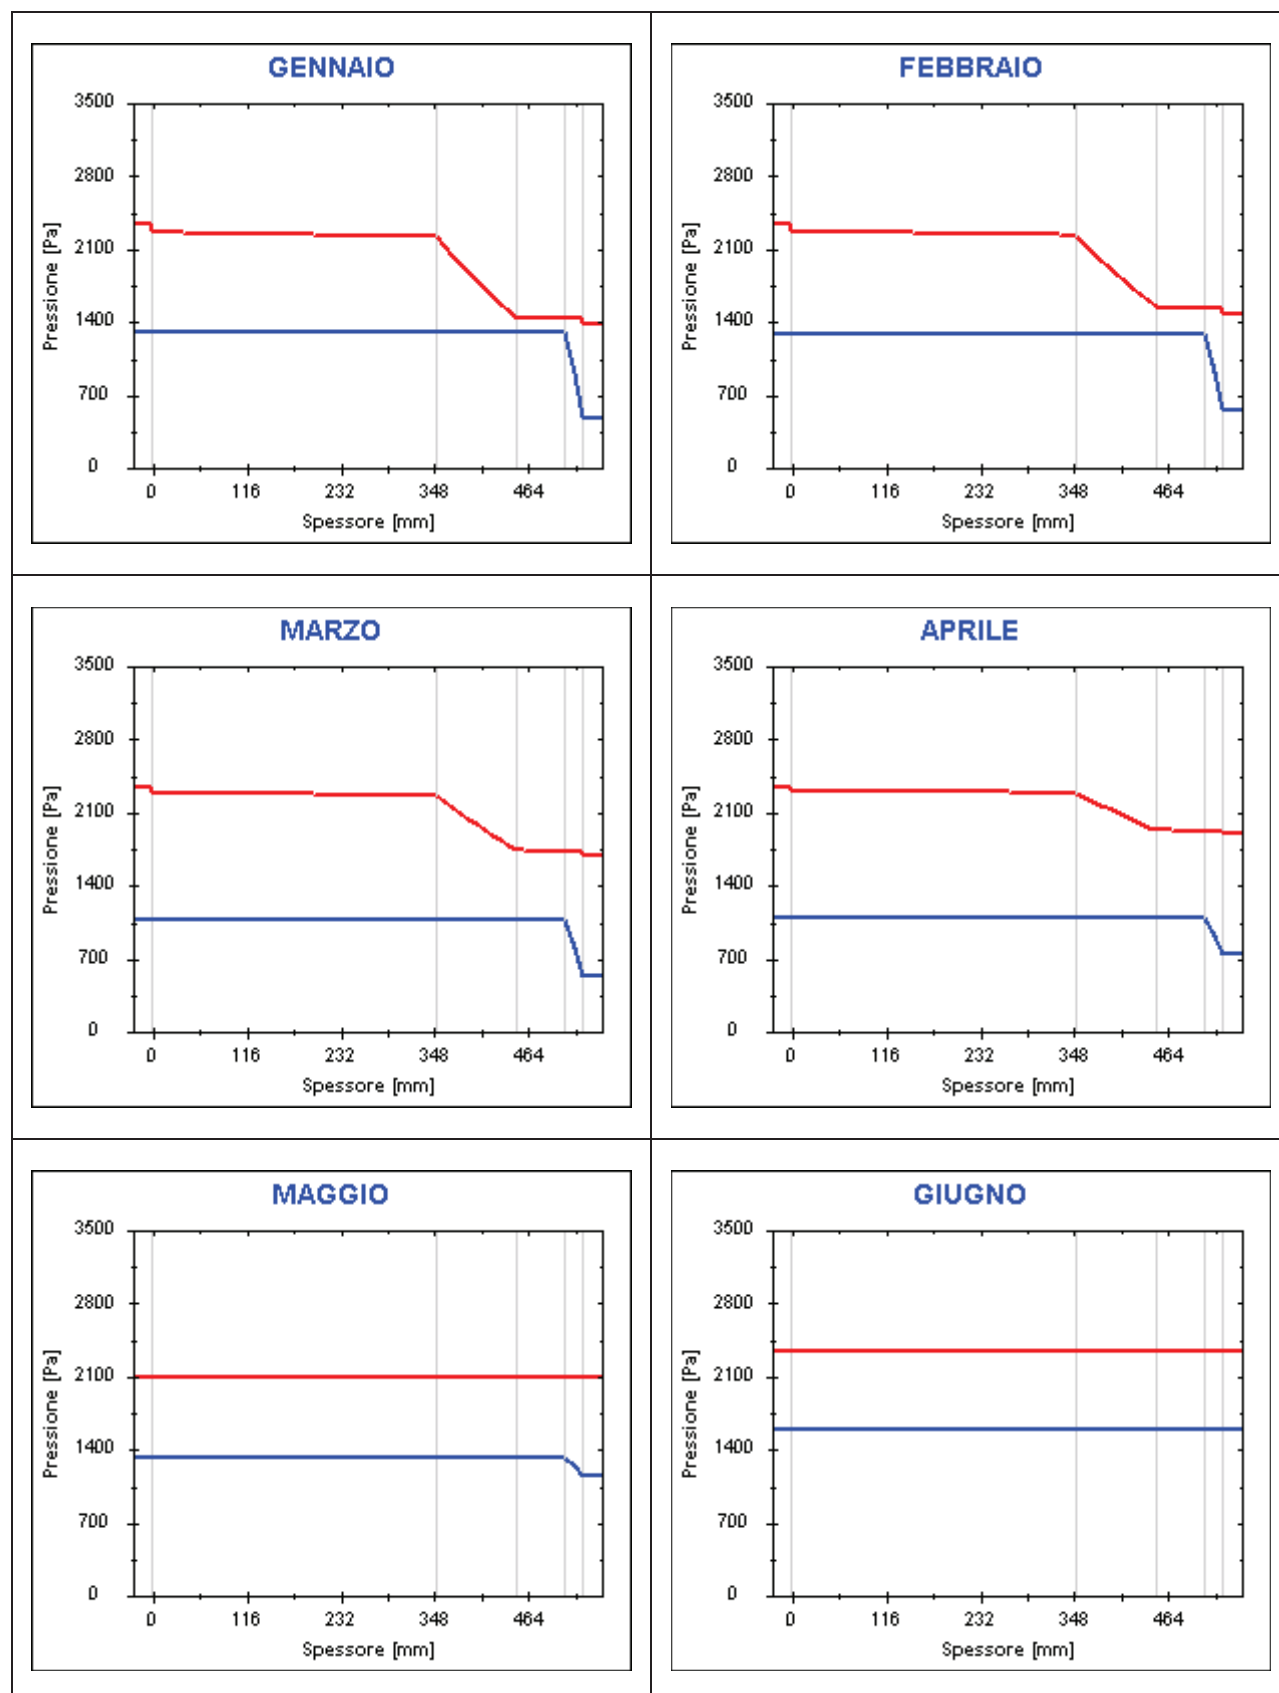 GENNAIO
3500
2800
2100
1400
700
0
Pressione [Pa]
0 116 232 348 464
Spessore [mm]
FEBBRAIO
3500
2800
2100
1400
700
0
Pressione [Pa]
0 116 232 348 464
Spessore [mm]
MARZO
3500
2800
2100
1400
700
0
Pressione [Pa]
0 116 232 348 464
Spessore [mm]
APRILE
3500
2800
2100
1400
700
0
Pressione [Pa]
0 116 232 348 464
Spessore [mm]
MAGGIO
3500
2800
2100
1400
700
0
Pressione [Pa]
0 116 232 348 464
Spessore [mm]
GIUGNO
3500
2800
2100
1400
700
0
Pressione [Pa]
0 116 232 348 464
Spessore [mm]